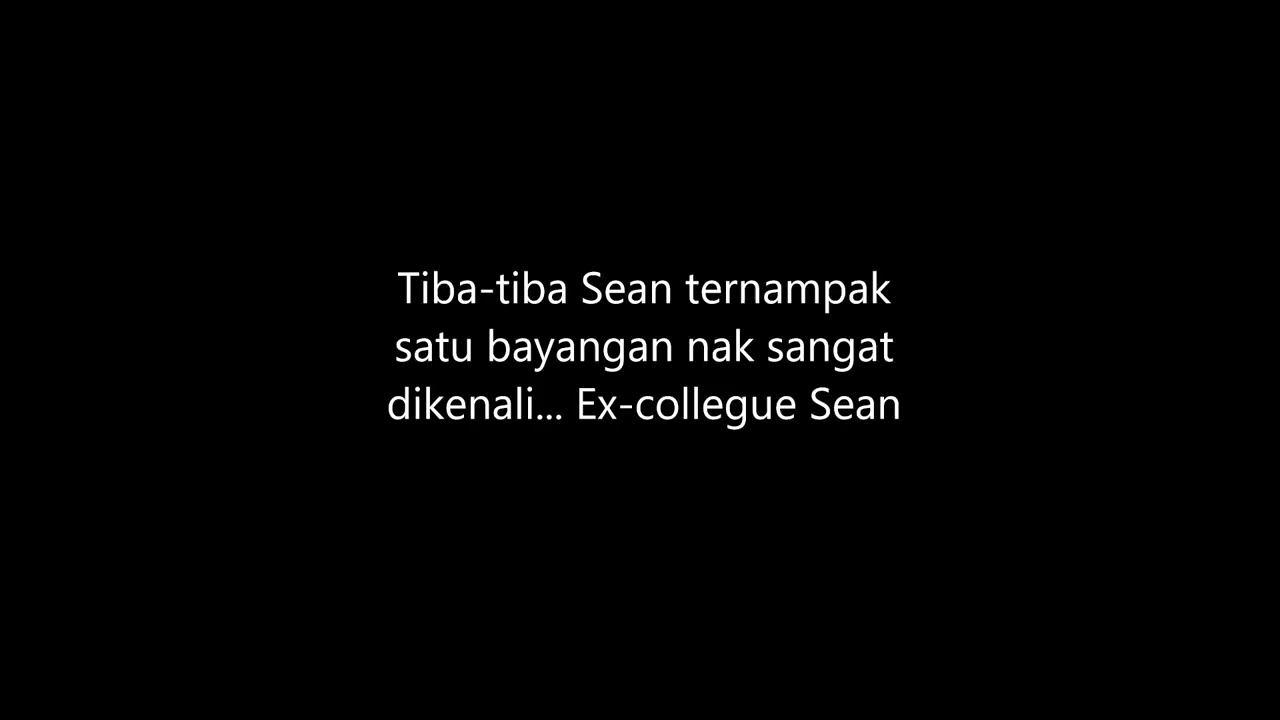 Tiba-tiba Sean ternampak
satu bayangan nak sangat
dikenali... Ex-collegue Sean